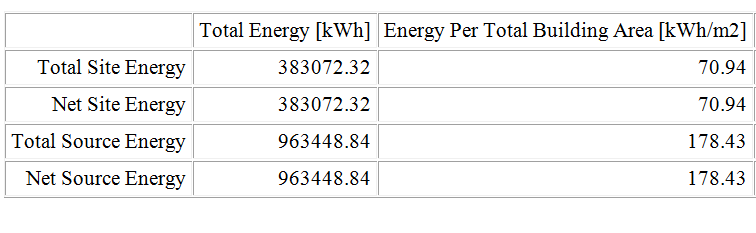 Total Energy [kWh] Energy Per Total Building Area [kWh/m2]
Total Site Energy 383072.32 70.94
Net Site Energy 383072.32 70.94
Total Source Energy 963448.84 178.43
Net Source Energy 963448.84 178.43